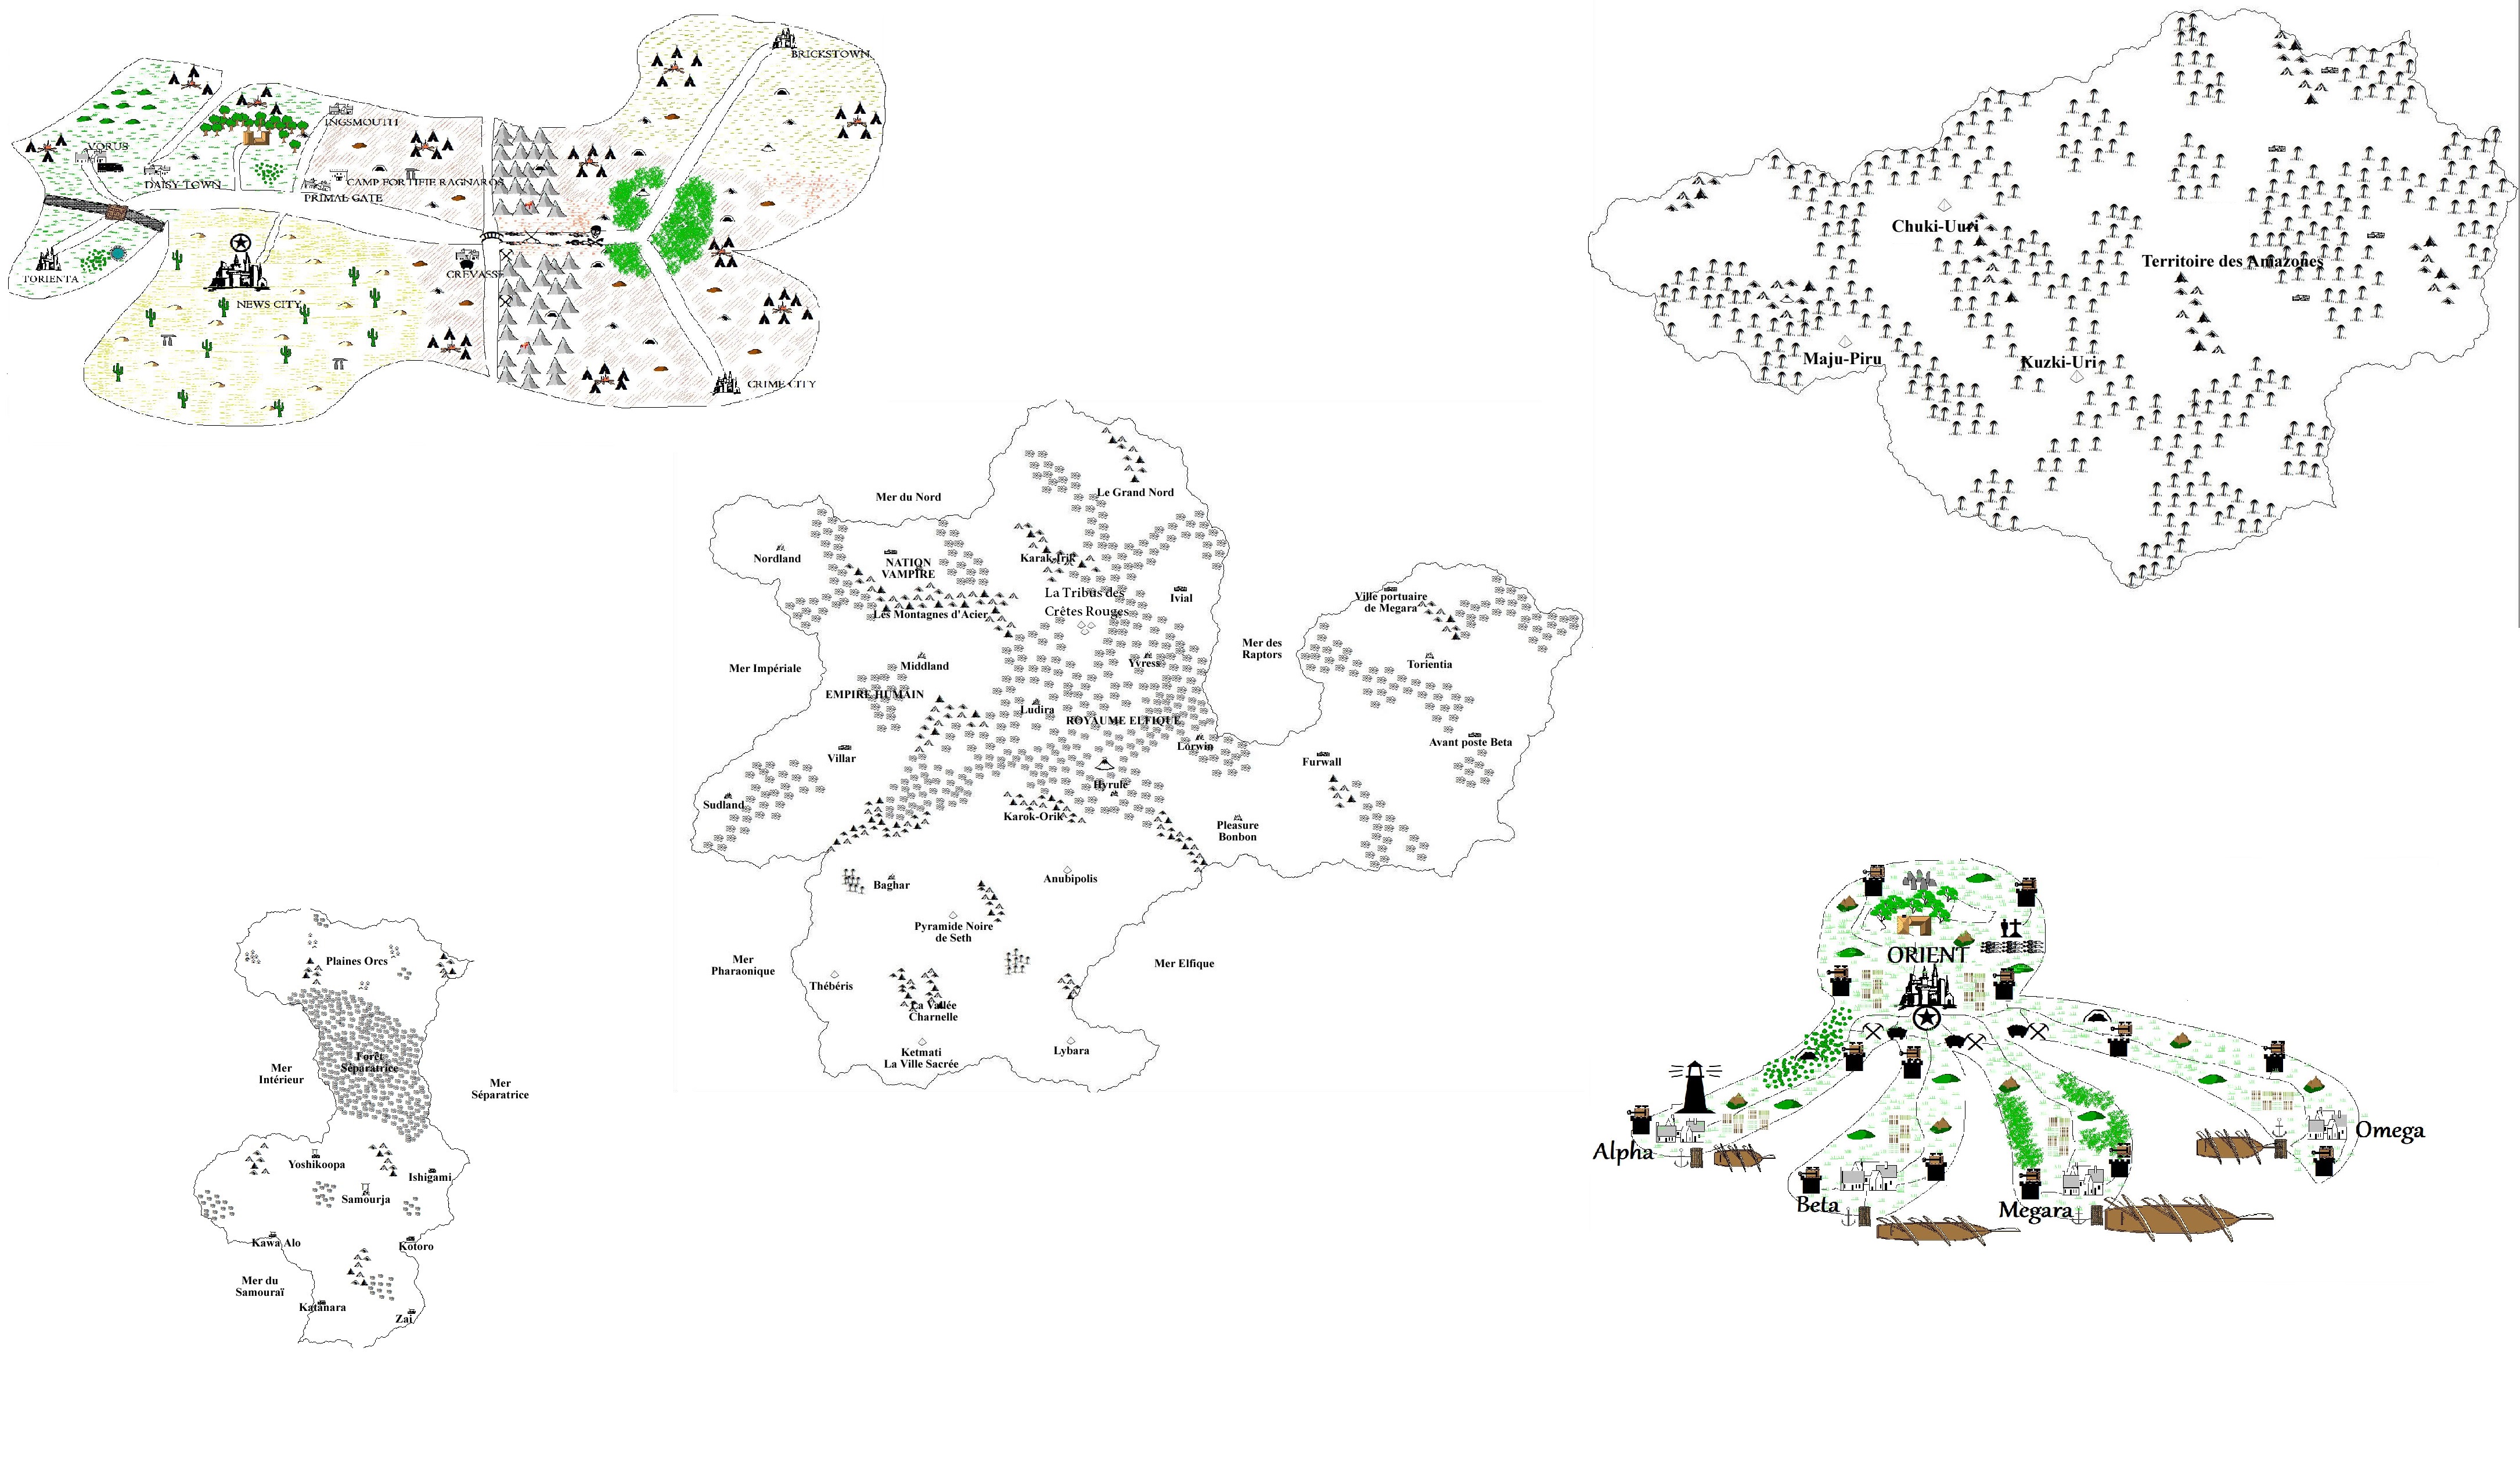 BRICKSTOWN
INGSMOUTH
VORUS
DAISY TOWN
CAMP FORTIFIE RAGNAROS
PRIMAL GATE
TORIENTA
CREVASSE
NEWS CITY
CRIME CITY
Chuki-Uuri
Territoire des Amazones
Maju-Piru
Kuzki-Uri
Mer du Nord
Le Grand Nord
Nordland
NATION
VAMPIRE
Karak-Irik
La Tribus des
Crêtes Rouges
Ivial
Les Montagnes d'Acier
Mer Impériale
Middland
Yvress
EMPIRE HUMAIN
Ludira
ROYAUME ELFIQUE
Lorwin
Villar
Hyrule
Sudland
Karok-Orik
Mer des
Raptors
Ville portuaire
de Megara
Torientia
Avant poste Beta
Furwall
Pleasure
Bonbon
Baghar
Anubipolis
Pyramide Noire
de Seth
Mer
Pharaonique
Mer Elfique
Thébéris
La Vallée
Charnelle
Ketmati
La Ville Sacrée
Lybara
Plaines Orcs
Forêt
Séparatrice
Mer
Intérieur
Mer
Séparatrice
Yoshikoopa
Ishigami
Samourja
Kawa Alo
Kotoro
Mer du
Samouraï
Katanara
Zai
ORIENT
Alpha
Beta
Megara
Omega